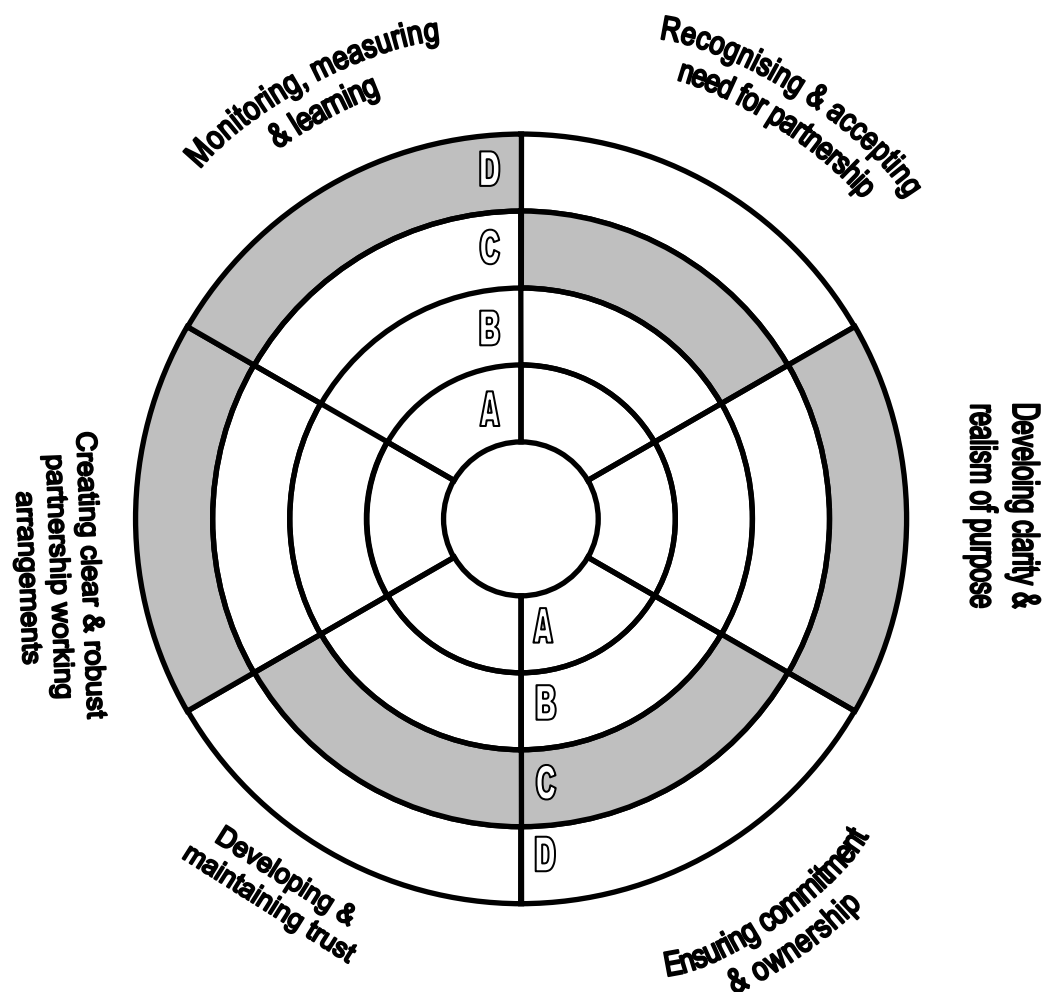 Monitoring, measuring
& learning
Recognising & accepting
need for partnership
D
C
B
A
Creating clear & robust
partnership working
arrangements
Develoing clarity &
realism of purpose
A
B
C
D
Developing &
maintaining trust
Ensuring commitment
& ownership